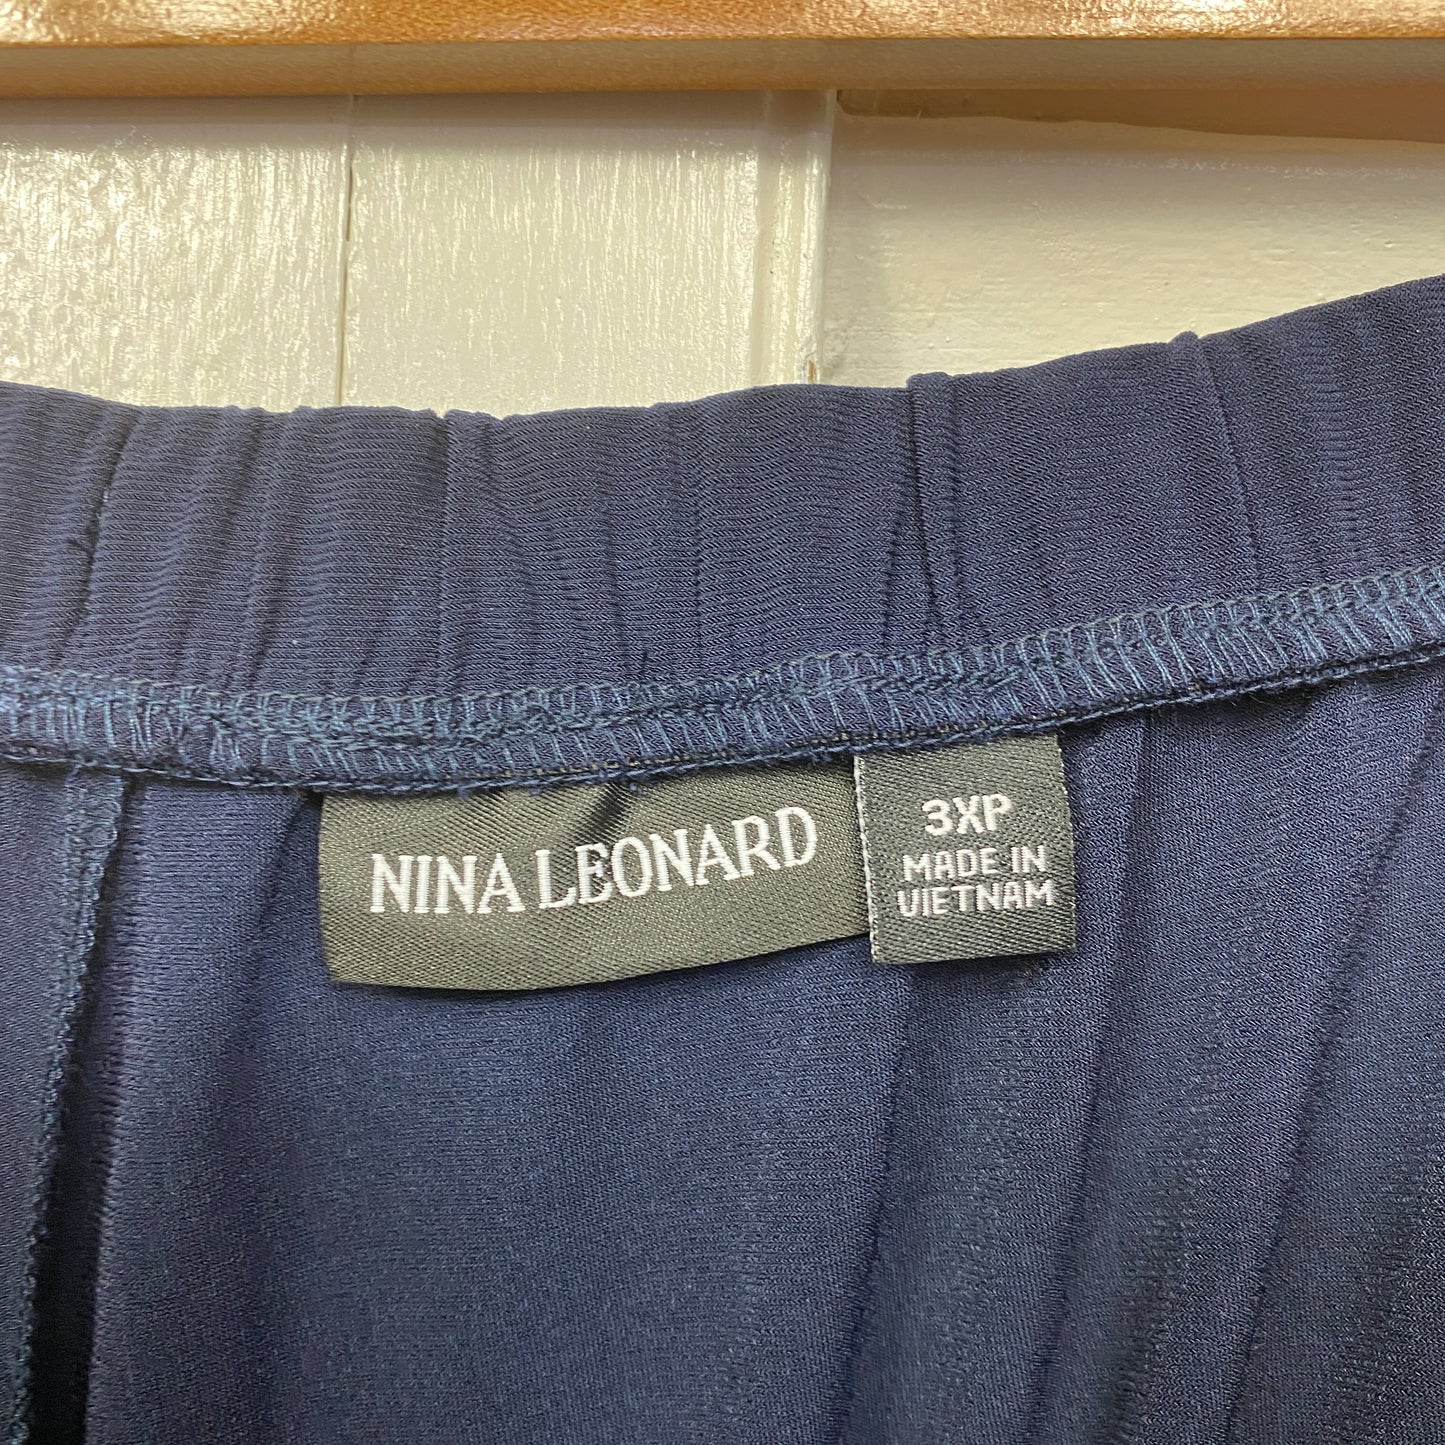 NINA LEONARD
3XP
MADE IN
VIETNAM